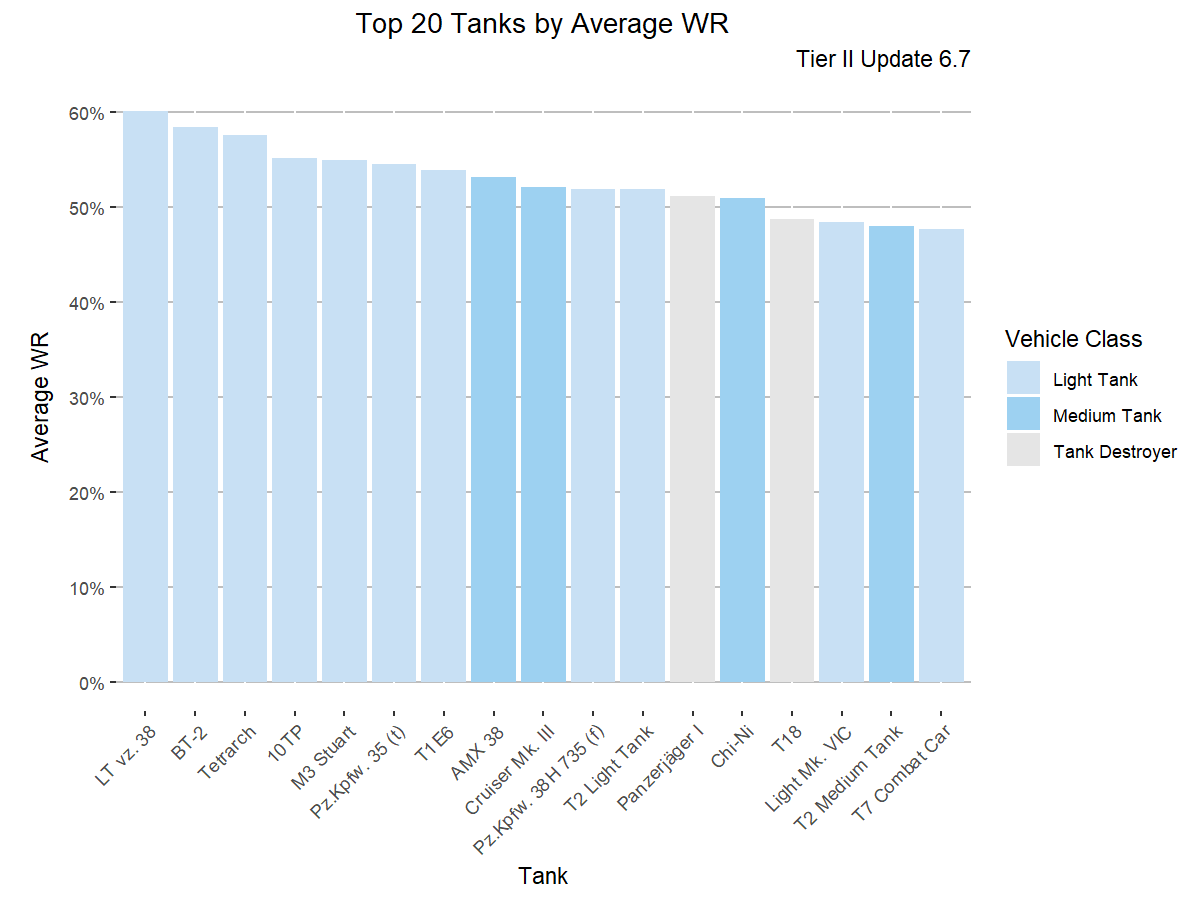 Top 20 Tanks by Average WR
Tier II Update 6.7
60%
50%
40%
30%
20%
10%
0%
Average WR
LT vz. 38
BT-2
Tetrarch
10TP
M3 Stuart
Pz.Kpfw. 35 (t)
T1E6
AMX 38
Cruiser Mk. III
Pz.Kpfw. 38H 735 (f)
T2 Light Tank
Panzerjäger I
Chi-Ni
T18
Light Mk. VIC
T2 Medium Tank
T7 Combat Car
Tank
Vehicle Class
Light Tank
Medium Tank
Tank Destroyer